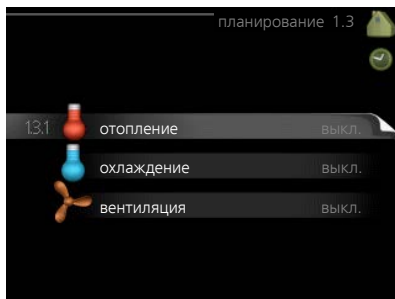 планирование 1.3
1.3.1 отопление выкл.
охлаждение выкл.
вентиляция выкл.